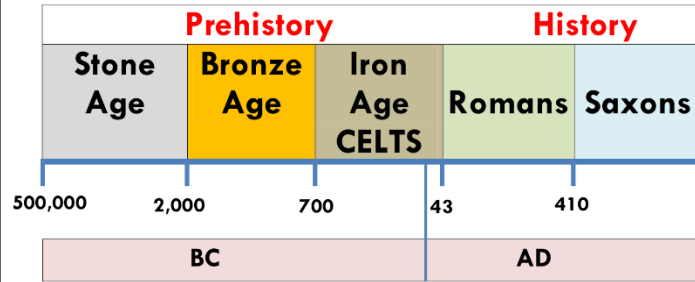 Prehistory History
Stone Age
Bronze Age
Iron Age CELTS
Romans
Saxons
500,000 2,000 700 43 410
BC AD